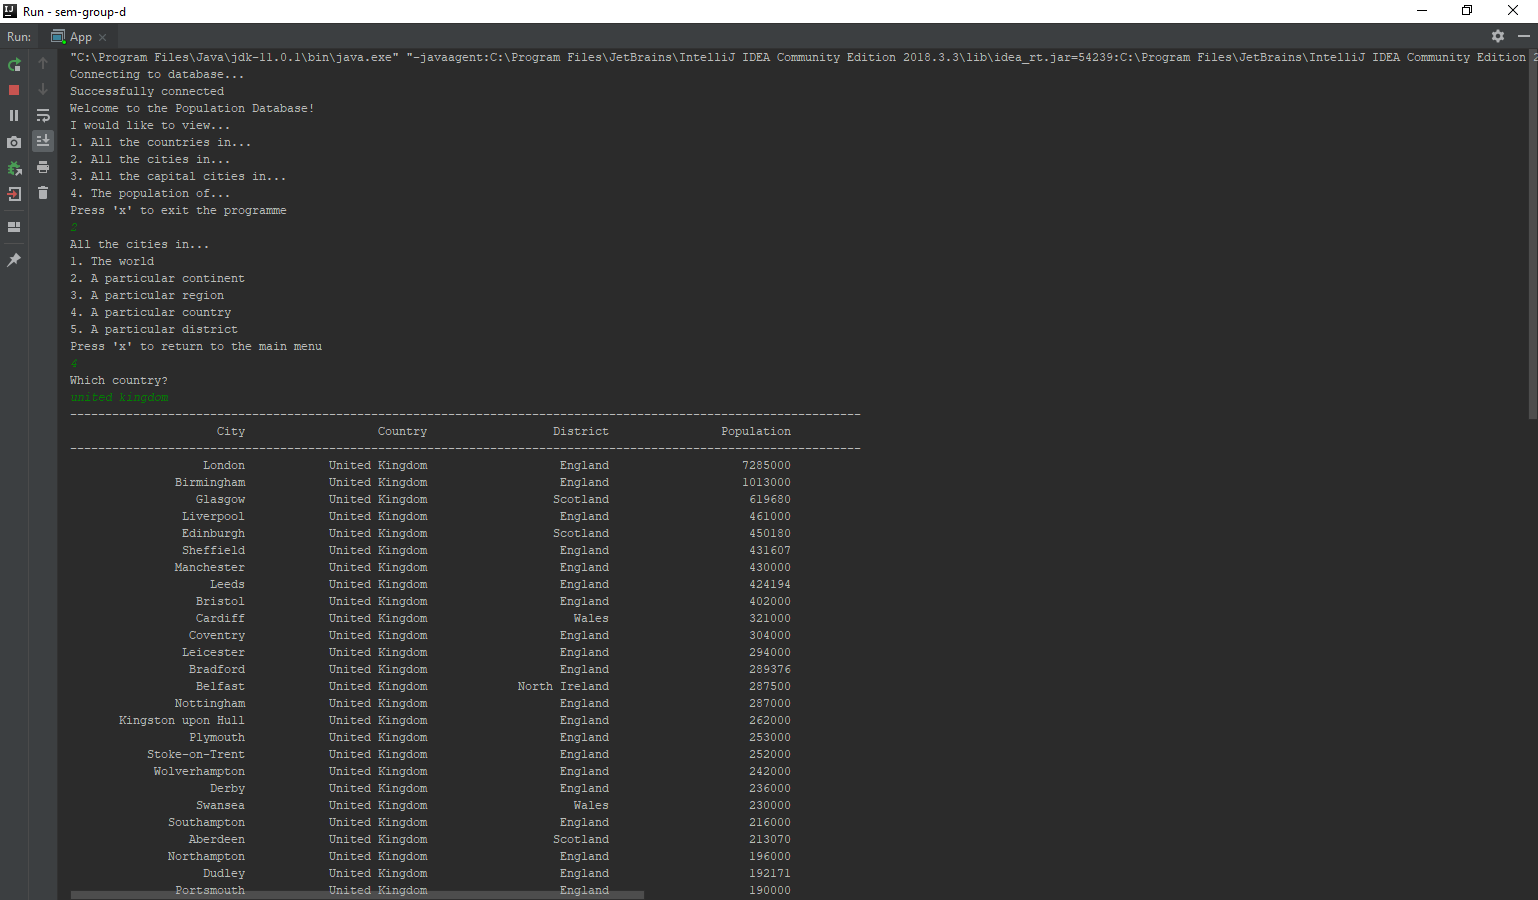 Run - sem-group-d
Run: App
"C:\Program Files\Java\jdk-11.0.1\bin\java.exe" "-javaagent:C:\Program Files\JetBrains\IntelliJ IDEA Community Edition 2018.3.3\lib\idea_rt.jar=54239:C:\Program Files\JetBrains\IntelliJ IDEA Community Edition 2
Connecting to database...
Successfully connected
Welcome to the Population Database!
I would like to view...
1. All the countries in...
2. All the cities in...
3. All the capital cities in...
4. The population of...
Press 'x' to exit the programme
2
All the cities in...
1. The world
2. A particular continent
3. A particular region
4. A particular country
5. A particular district
Press 'x' to return to the main menu
4
Which country?
united kingdom
-----------------------------------------------------------------------------------------------------------------
City Country District Population
-----------------------------------------------------------------------------------------------------------------
London United Kingdom England 7285000
Birmingham United Kingdom England 1013000
Glasgow United Kingdom Scotland 619680
Liverpool United Kingdom England 461000
Edinburgh United Kingdom Scotland 450180
Sheffield United Kingdom England 431607
Manchester United Kingdom England 430000
Leeds United Kingdom England 424194
Bristol United Kingdom England 402000
Cardiff United Kingdom Wales 321000
Coventry United Kingdom England 304000
Leicester United Kingdom England 294000
Bradford United Kingdom England 289376
Belfast United Kingdom North Ireland 287500
Nottingham United Kingdom England 287000
Kingston upon Hull United Kingdom England 262000
Plymouth United Kingdom England 253000
Stoke-on-Trent United Kingdom England 252000
Wolverhampton United Kingdom England 242000
Derby United Kingdom England 236000
Swansea United Kingdom Wales 230000
Southampton United Kingdom England 216000
Aberdeen United Kingdom Scotland 213070
Northampton United Kingdom England 196000
Dudley United Kingdom England 192171
Portsmouth United Kingdom England 190000